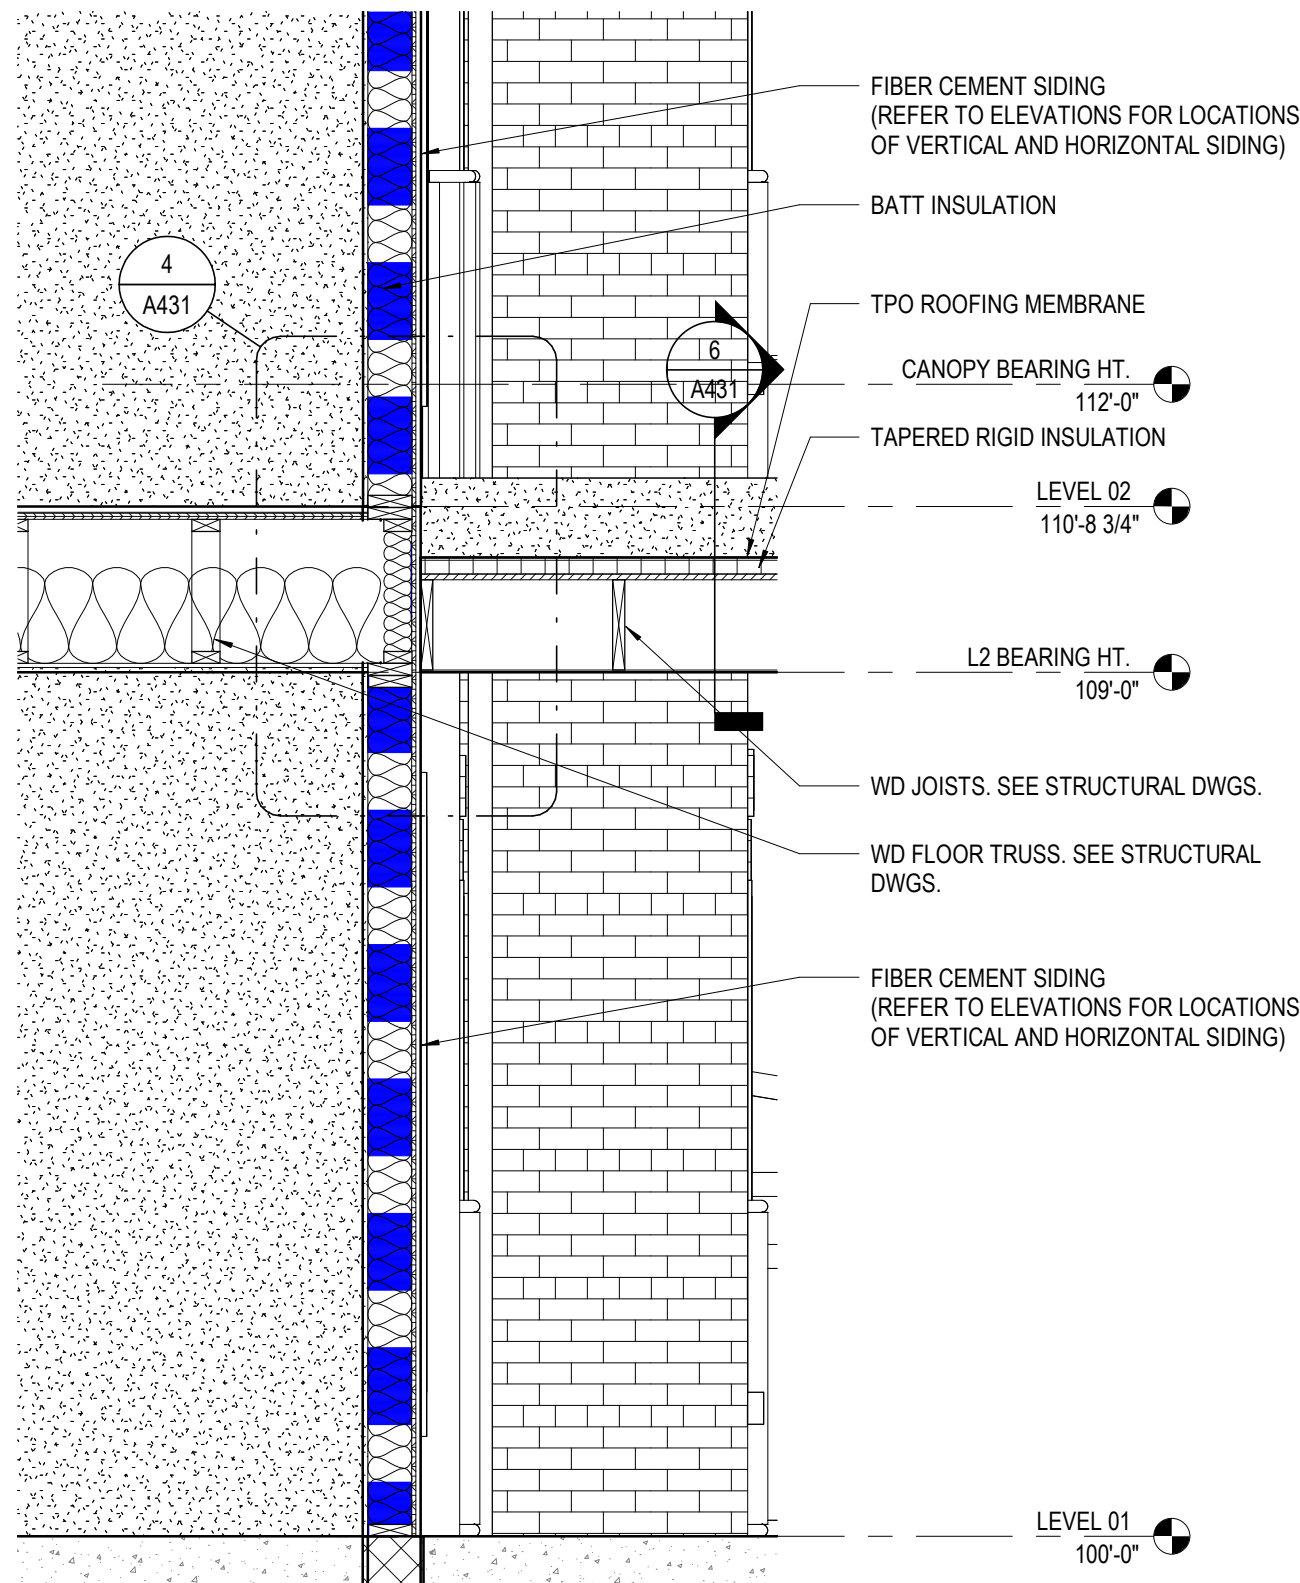 FIBER CEMENT SIDING
(REFER TO ELEVATIONS FOR LOCATIONS
OF VERTICAL AND HORIZONTAL SIDING)
BATT INSULATION
4
A431
TPO ROOFING MEMBRANE
6
A431
CANOPY BEARING HT.
112'-0"
TAPERED RIGID INSULATION
LEVEL 02
110'-8 3/4"
L2 BEARING HT.
109'-0"
WD JOISTS. SEE STRUCTURAL DWGS.
WD FLOOR TRUSS. SEE STRUCTURAL
DWGS.
FIBER CEMENT SIDING
(REFER TO ELEVATIONS FOR LOCATIONS
OF VERTICAL AND HORIZONTAL SIDING)
LEVEL 01
100'-0"